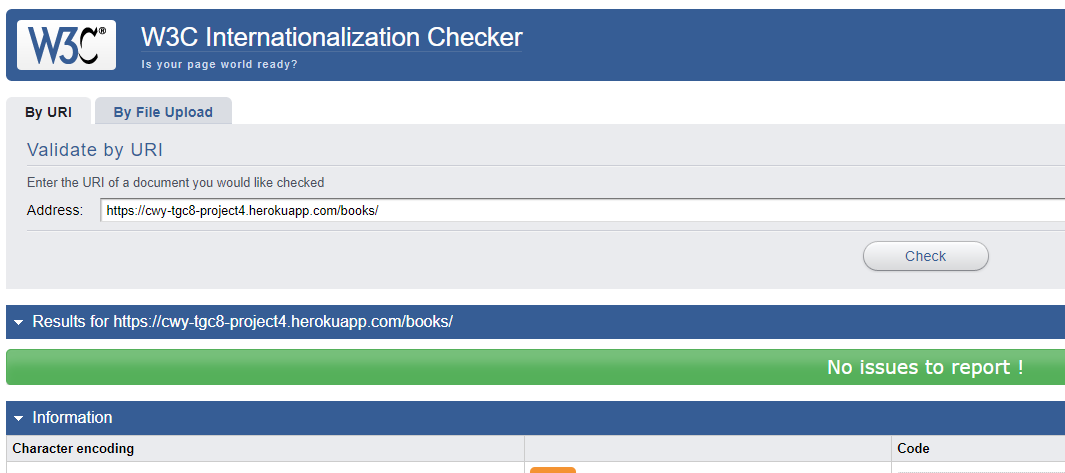 W3C®
W3C Internationalization Checker
Is your page world ready?
By URI By File Upload
Validate by URI
Enter the URI of a document you would like checked
Address: https://cwy-tgc8-project4.herokuapp.com/books/
Check
Results for https://cwy-tgc8-project4.herokuapp.com/books/
No issues to report !
Information
Character encoding Code